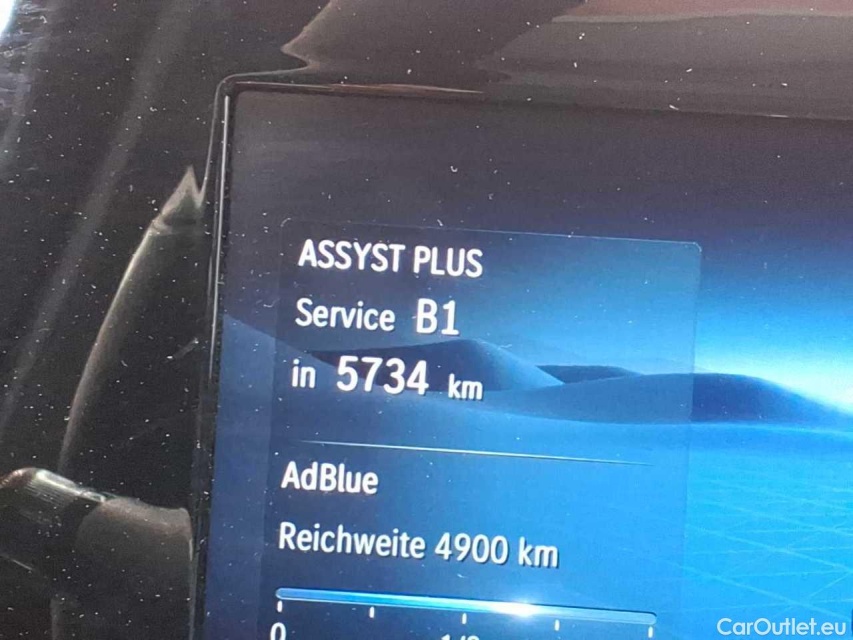 ASSYST PLUS
Service B1
in 5734 km
AdBlue
Reichweite 4900 km
0
CarOutlet.eu